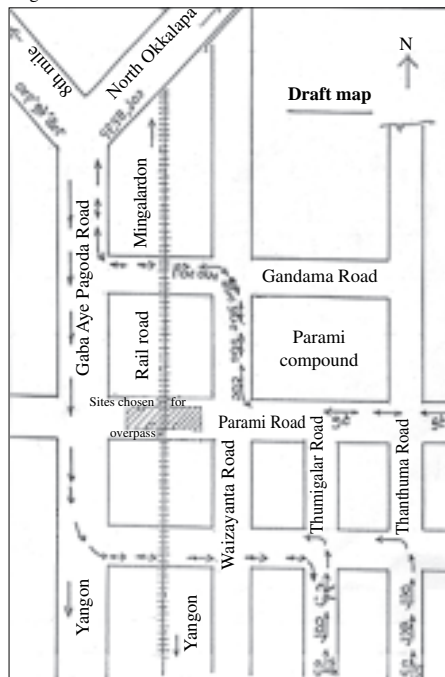 8th mile
North Okkalapa
N
Draft map
Mingalardon
Gaba Aye Pagoda Road
Gandama Road
Rail road
Parami
compound
Sites chosen for
overpass
Parami Road
Waizayanta Road
Thumigalar Road
Thanthuma Road
Yangon
Yangon